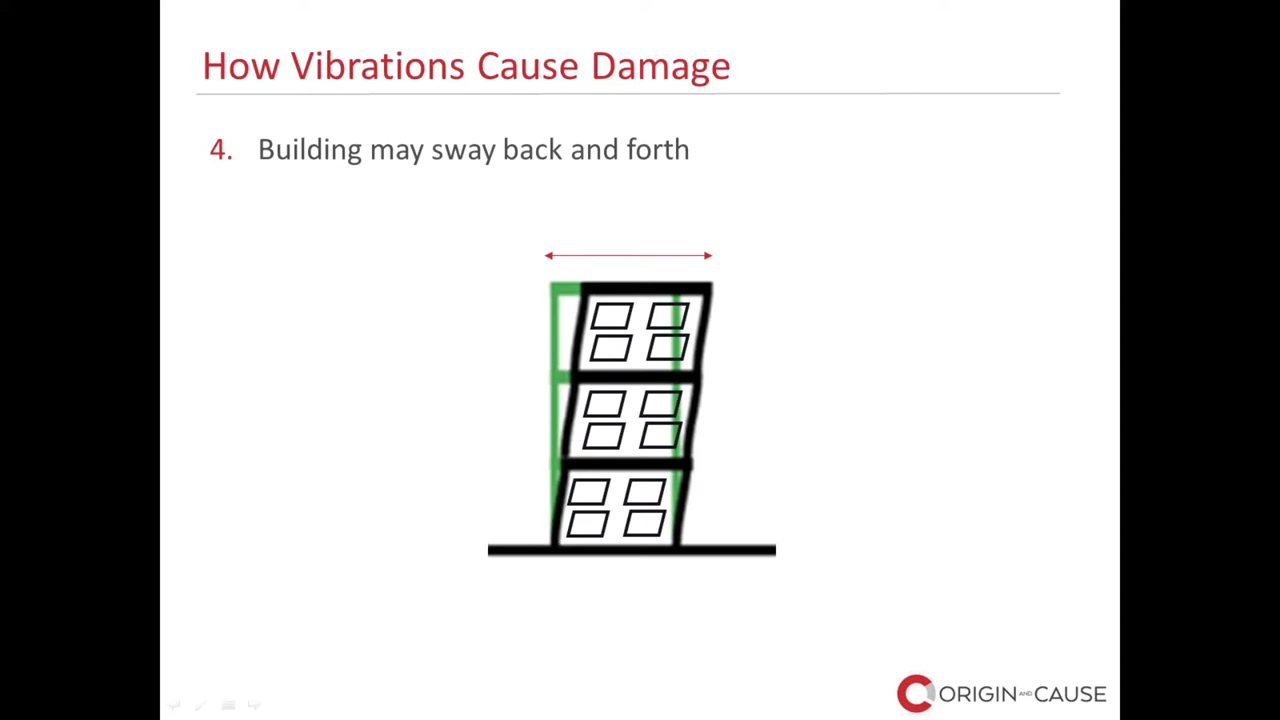 How Vibrations Cause Damage
4. Building may sway back and forth
ORIGIN AND CAUSE